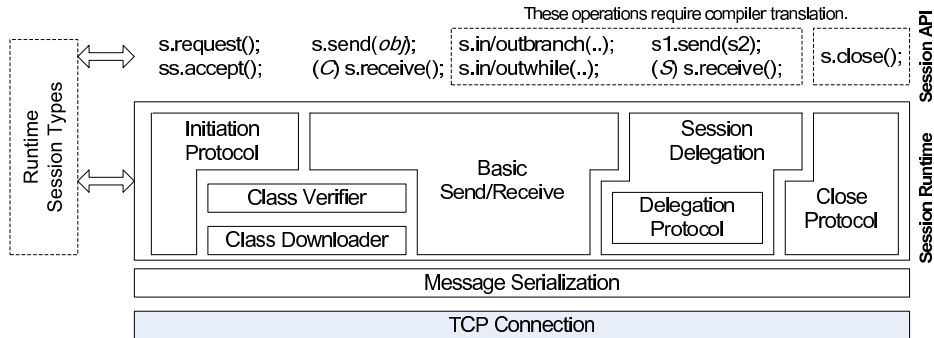 These operations require compiler translation.
s.request();
ss.accept();
s.send(obj);
(C) s.receive();
s.in/outbranch(..);
s.in/outwhile(..);
s1.send(s2);
(S) s.receive();
s.close();
Session API
Runtime
Session Types
Initiation
Protocol
Class Verifier
Class Downloader
Basic
Send/Receive
Session
Delegation
Delegation
Protocol
Close
Protocol
Session Runtime
Message Serialization
TCP Connection